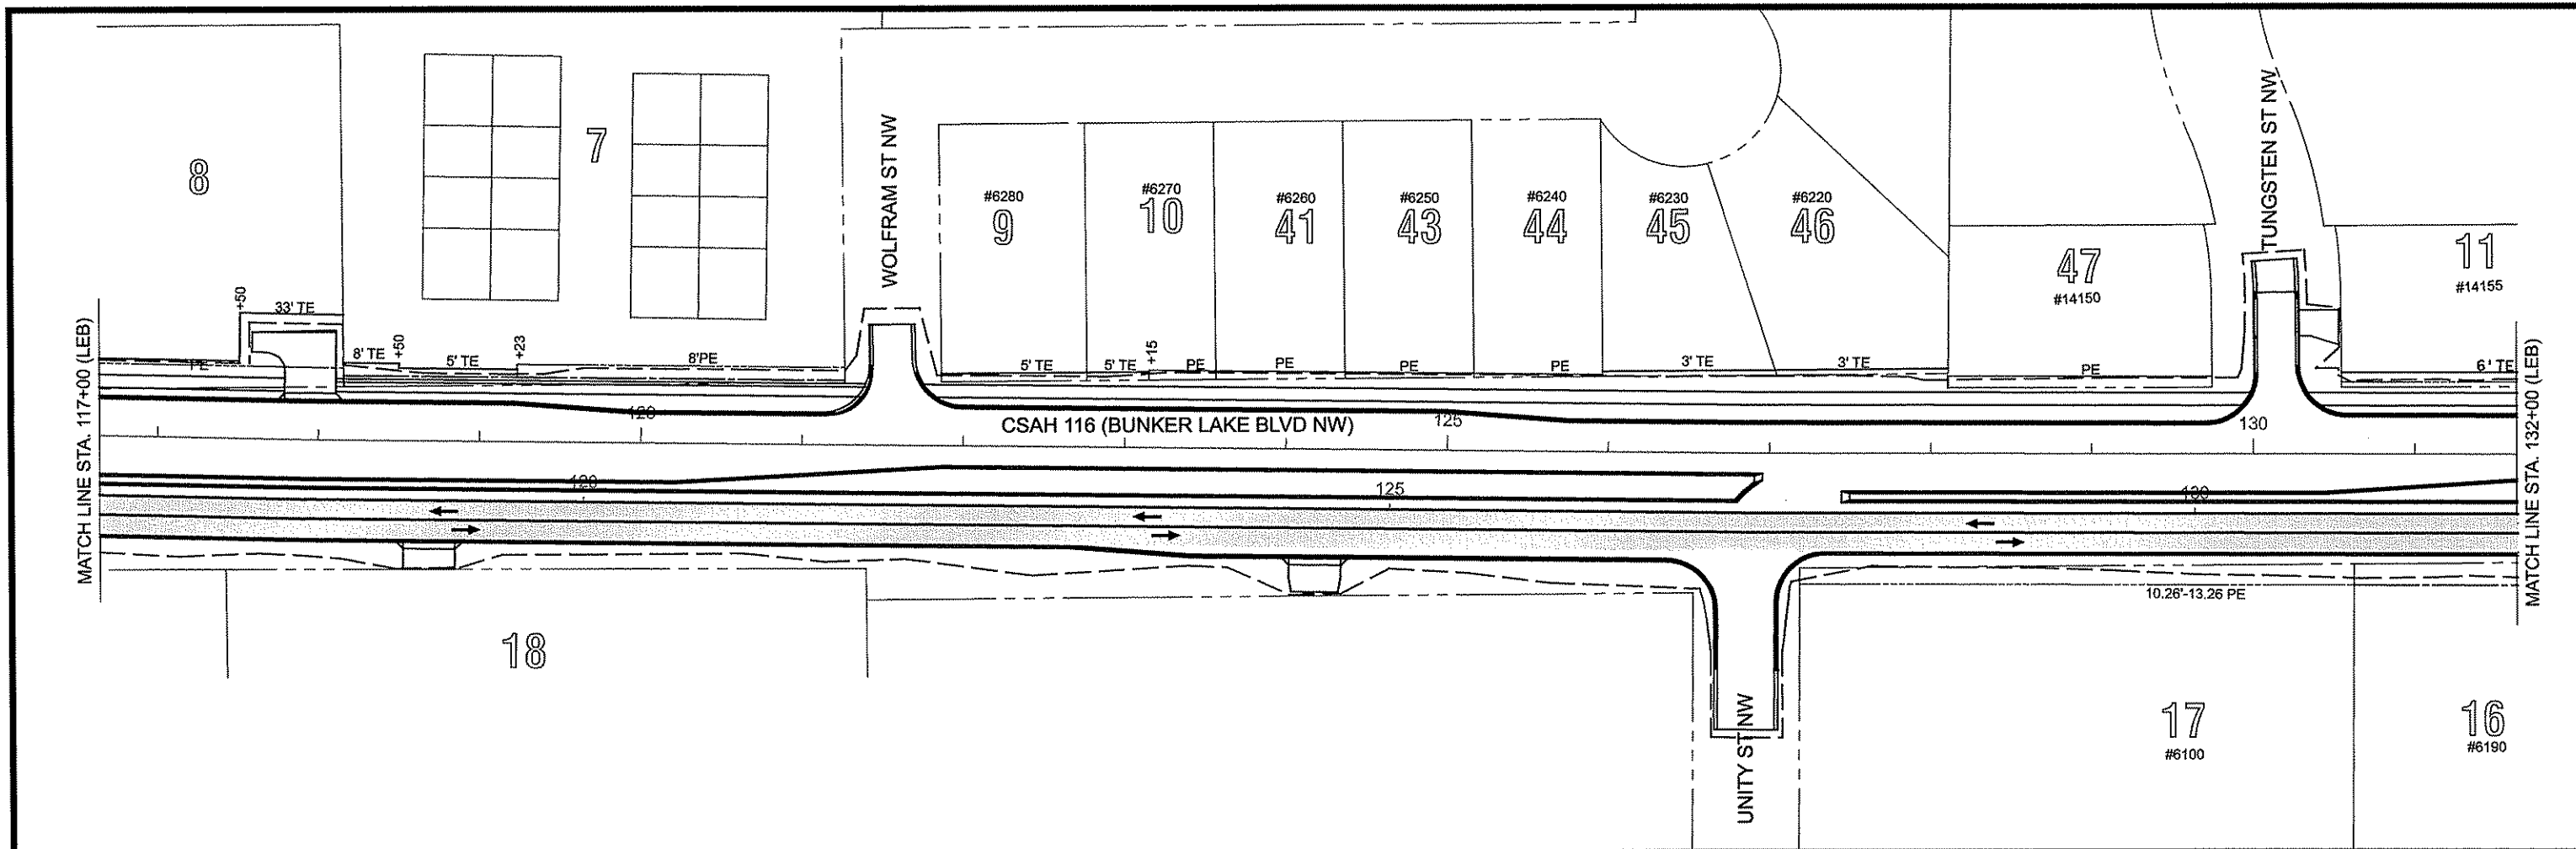 8
7
WOLFRAM ST NW
#6280
9
#6270
10
#6260
41
#6250
43
#6240
44
#6230
45
#6220
46
47
#14150
TUNGSTEN ST NW
11
#14155
MATCH LINE STA. 117+00 (LEB)
+50
33' TE
PE
8' TE
+50
5' TE
+23
8'PE
5' TE
5' TE
+15
PE
PE
PE
PE
3' TE
3' TE
PE
6' TE
MATCH LINE STA. 132+00 (LEB)
120
CSAH 116 (BUNKER LAKE BLVD NW)
125
130
120
125
130
10.26'-13.26 PE
18
UNITY ST NW
17
#6100
16
#6190